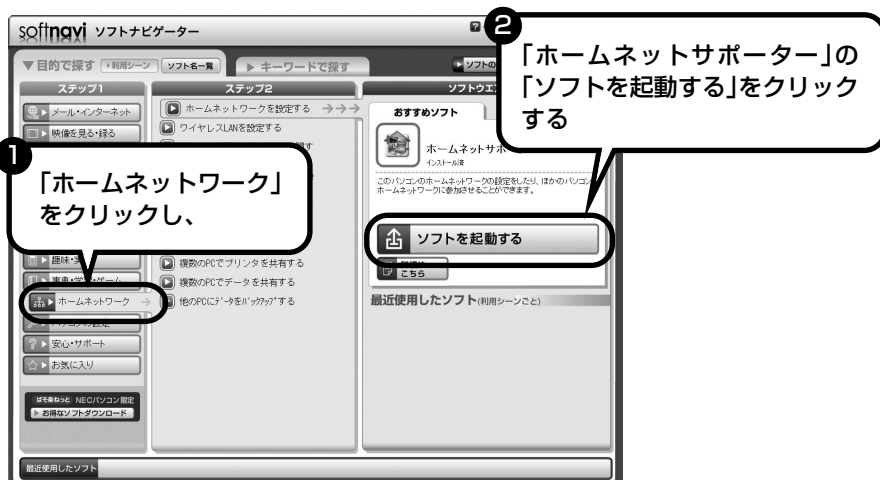 softnavi ソフトナビゲーター
▼目的で探す ▶利用シーン ソフト名一覧 ▶ キーワードで探す ▶ソフトの
ステップ1 ステップ2
メール・インターネット
映像を見る・録る
ホームネットワークを設定する →→→
ワイヤレスLANを設定する
おすすめソフト
インストール済
このパソコンのホームネットワークの設定をしたり、ほかのパソコン
ホームネットワークに参加させることができます。
ソフトを起動する
こちら
最近使用したソフト(利用シーンごと)
❶
「ホームネットワーク」
をクリックし、
❷
「ホームネットサポーター」の
「ソフトを起動する」をクリック
する
複数のPCでプリンタを共有する
複数のPCでデータを共有する
他のPCにデータをバックアップする
ホームネットワーク →
安心・サポート
お気に入り
ぱそ楽ねっと NECパソコン限定
▶お得なソフトダウンロード
最近使用したソフト